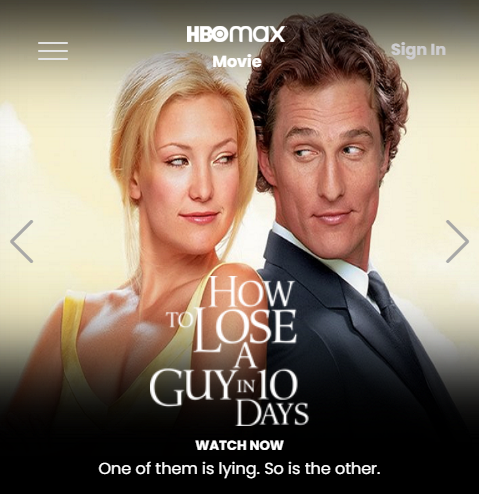 HBOmax
Movie
Sign In
HOW
TO LOSE
A
GUY IN 10
DAYS
WATCH NOW
One of them is lying. So is the other.